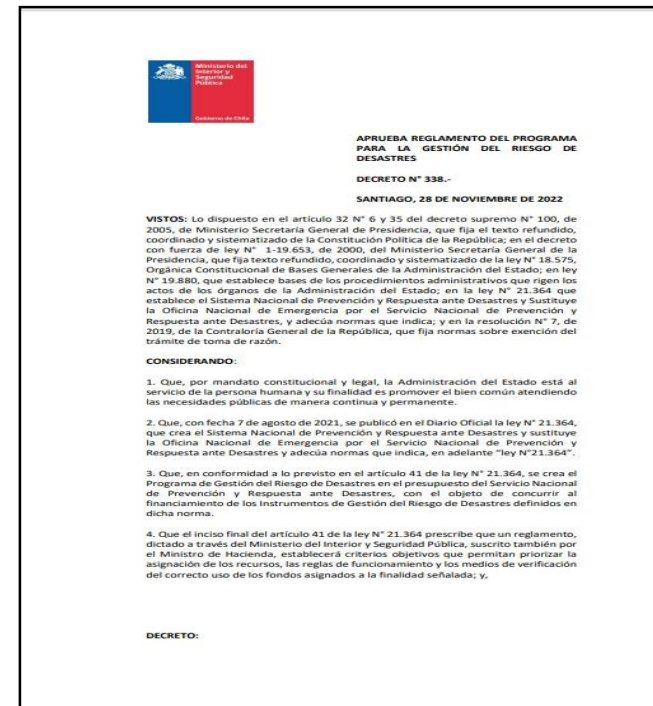 Ministerio del
Interior y
Seguridad
Pública
Gobierno de Chile
APRUEBA REGLAMENTO DEL PROGRAMA
PARA LA GESTIÓN DEL RIESGO DE
DESASTRES
DECRETO N° 338.-
SANTIAGO, 28 DE NOVIEMBRE DE 2022
VISTOS: Lo dispuesto en el artículo 32 N° 6 y 35 del decreto supremo N° 100, de
2005, de Ministerio Secretaría General de Presidencia, que fija el texto refundido,
coordinado y sistematizado de la Constitución Política de la República; en el decreto
con fuerza de ley N° 1-19.653, de 2000, del Ministerio Secretaría General de la
Presidencia, que fija texto refundido, coordinado y sistematizado de la ley N° 18.575,
Orgánica Constitucional de Bases Generales de la Administración del Estado; en ley
N° 19.880, que establece bases de los procedimientos administrativos que rigen los
actos de los órganos de la Administración del Estado; en la ley N° 21.364 que
establece el Sistema Nacional de Prevención y Respuesta ante Desastres y Sustituye
la Oficina Nacional de Emergencia por el Servicio Nacional de Prevención y
Respuesta ante Desastres, y adecúa normas que indica; y en la resolución N° 7, de
2019, de la Contraloría General de la República, que fija normas sobre exención del
trámite de toma de razón.
CONSIDERANDO:
1. Que, por mandato constitucional y legal, la Administración del Estado está al
servicio de la persona humana y su finalidad es promover el bien común atendiendo
las necesidades públicas de manera continua y permanente.
2. Que, con fecha 7 de agosto de 2021, se publicó en el Diario Oficial la ley N° 21.364,
que crea el Sistema Nacional de Prevención y Respuesta ante Desastres y sustituye
la Oficina Nacional de Emergencia por el Servicio Nacional de Prevención y
Respuesta ante Desastres y adecúa normas que indica, en adelante "ley N°21.364".
3. Que, en conformidad a lo previsto en el artículo 41 de la ley N° 21.364, se crea el
Programa de Gestión del Riesgo de Desastres en el presupuesto del Servicio Nacional
de Prevención y Respuesta ante Desastres, con el objeto de concurrir al
financiamiento de los Instrumentos de Gestión del Riesgo de Desastres definidos en
dicha norma.
4. Que el inciso final del artículo 41 de la ley N° 21.364 prescribe que un reglamento,
dictado a través del Ministerio del Interior y Seguridad Pública, suscrito también por
el Ministro de Hacienda, establecerá criterios objetivos que permitan priorizar la
asignación de los recursos, las reglas de funcionamiento y los medios de verificación
del correcto uso de los fondos asignados a la finalidad señalada; y,
DECRETO: